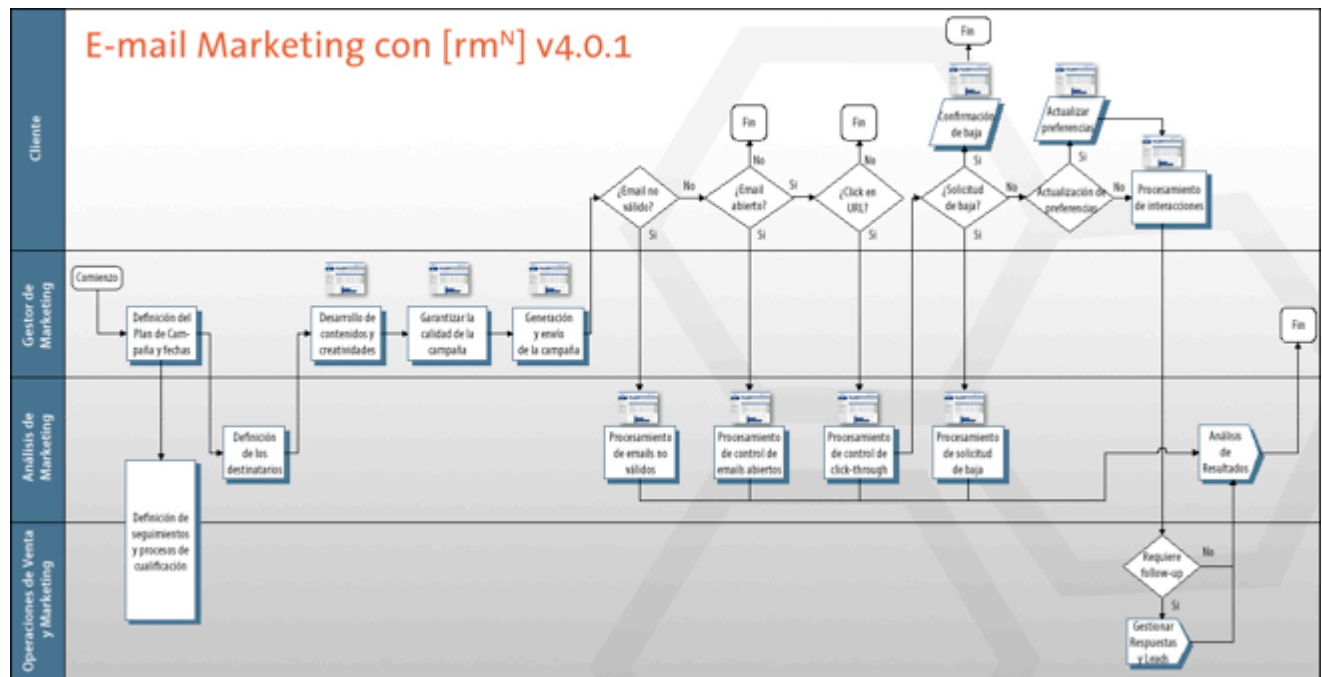 E-mail Marketing con [rmᴺ] v4.0.1
Cliente
Fin
Confirmación
de baja
Actualizar
preferencias
Fin
Fin
¿Email no
válido?
No
Si
¿Email
abierto?
No
Si
Si
¿Click en
URL?
No
Si
¿Solicitud
de baja?
Si
No
Si
Actualización de
preferencias
Si
No
Procesamiento
de interacciones
Gestor de
Marketing
Comienzo
Definición del
Plan de Cam-
paña y fechas
Desarrollo de
contenidos y
creatividades
Garantizar la
calidad de la
campaña
Generación
y envío
de la campaña
Fin
Análisis de
Marketing
Definición
de los
destinatarios
Procesamiento
de emails no
válidos
Procesamiento
de control de
emails abiertos
Procesamiento
de control de
click-through
Procesamiento
de solicitud
de baja
Análisis
de
Resultados
Definición de
seguimientos
y procesos de
cualificación
Operaciones de Venta
y Marketing
Requiere
follow-up
No
Si
Gestionar
Respuestas
y Leads